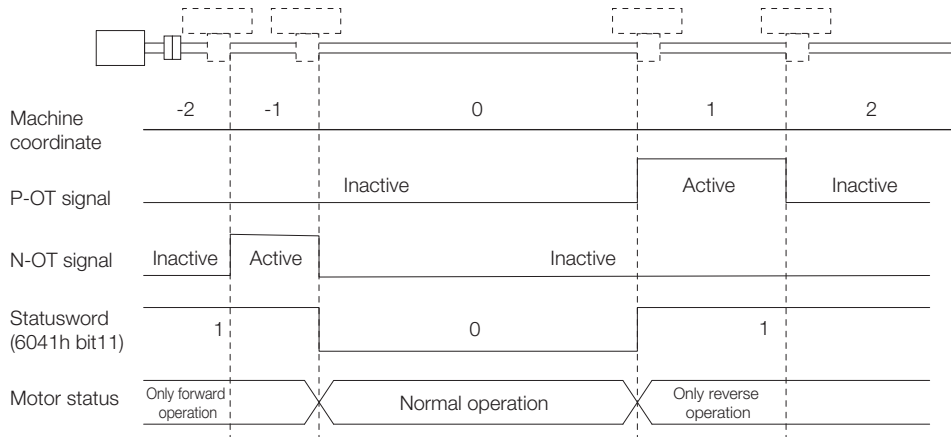 Machine coordinate
-2 -1 0 1 2
P-OT signal
Inactive Active Inactive
N-OT signal
Inactive Active Inactive
Statusword
(6041h bit11)
1 0 1
Motor status
Only forward operation
Normal operation
Only reverse operation